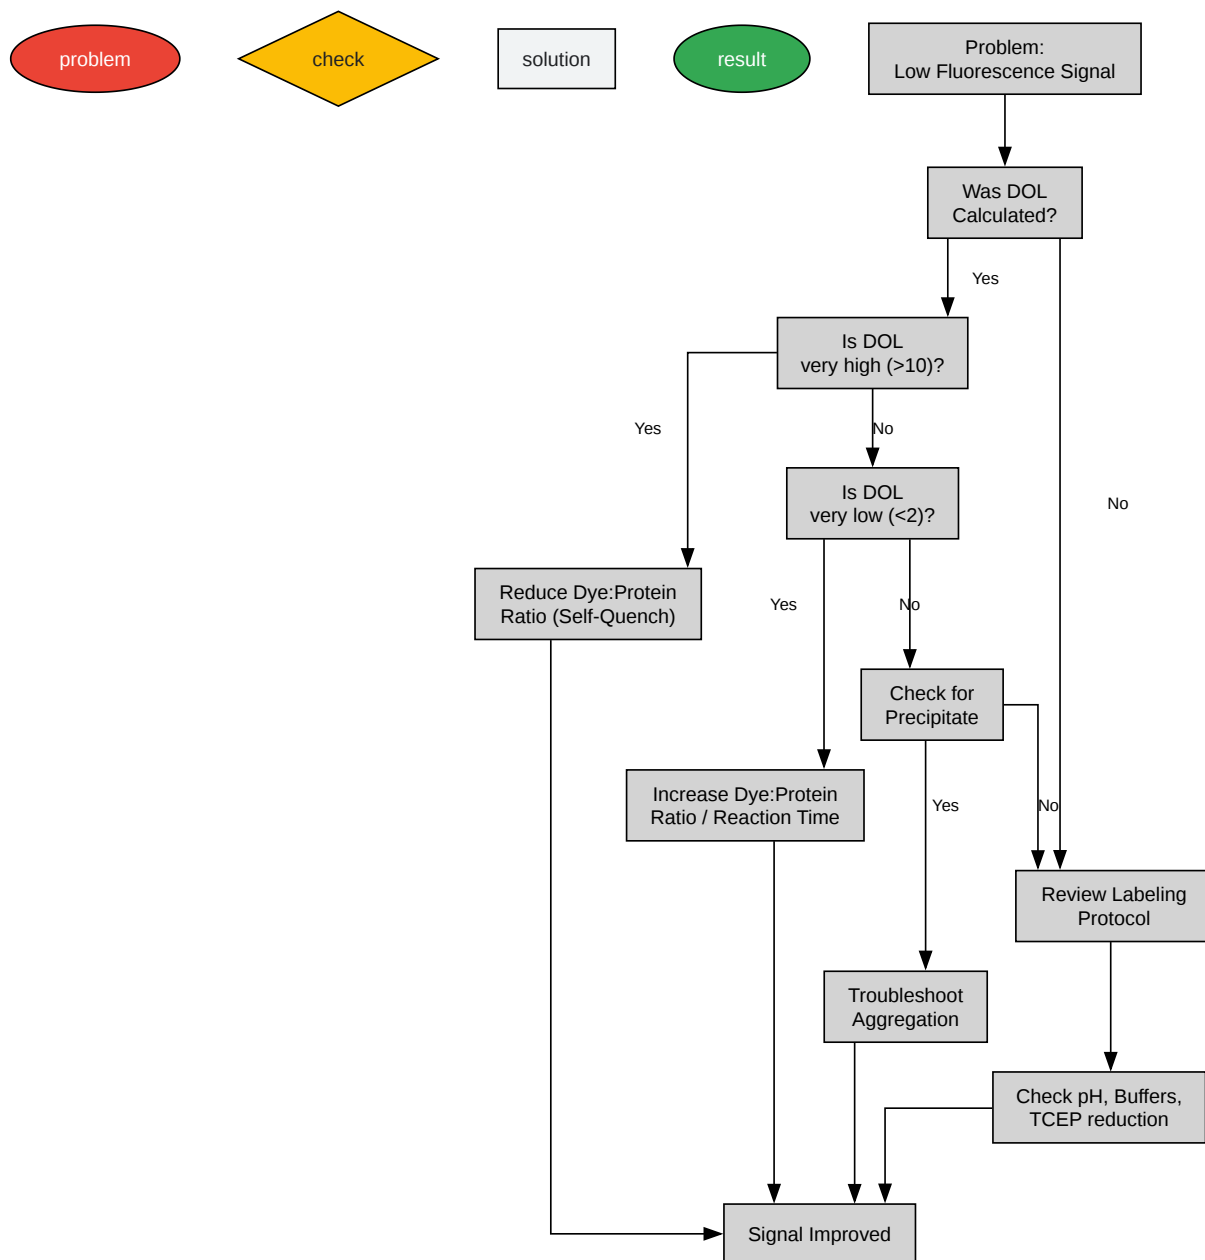 problem
check
solution
result
Problem:
Low Fluorescence Signal
Was DOL
Calculated?
Yes
Is DOL
very high (>10)?
Yes
No
Is DOL
very low (<2)?
No
Reduce Dye:Protein
Ratio (Self-Quench)
Yes
No
Check for
Precipitate
Increase Dye:Protein
Ratio / Reaction Time
Yes
No
Review Labeling
Protocol
Troubleshoot
Aggregation
Check pH, Buffers,
TCEP reduction
Signal Improved